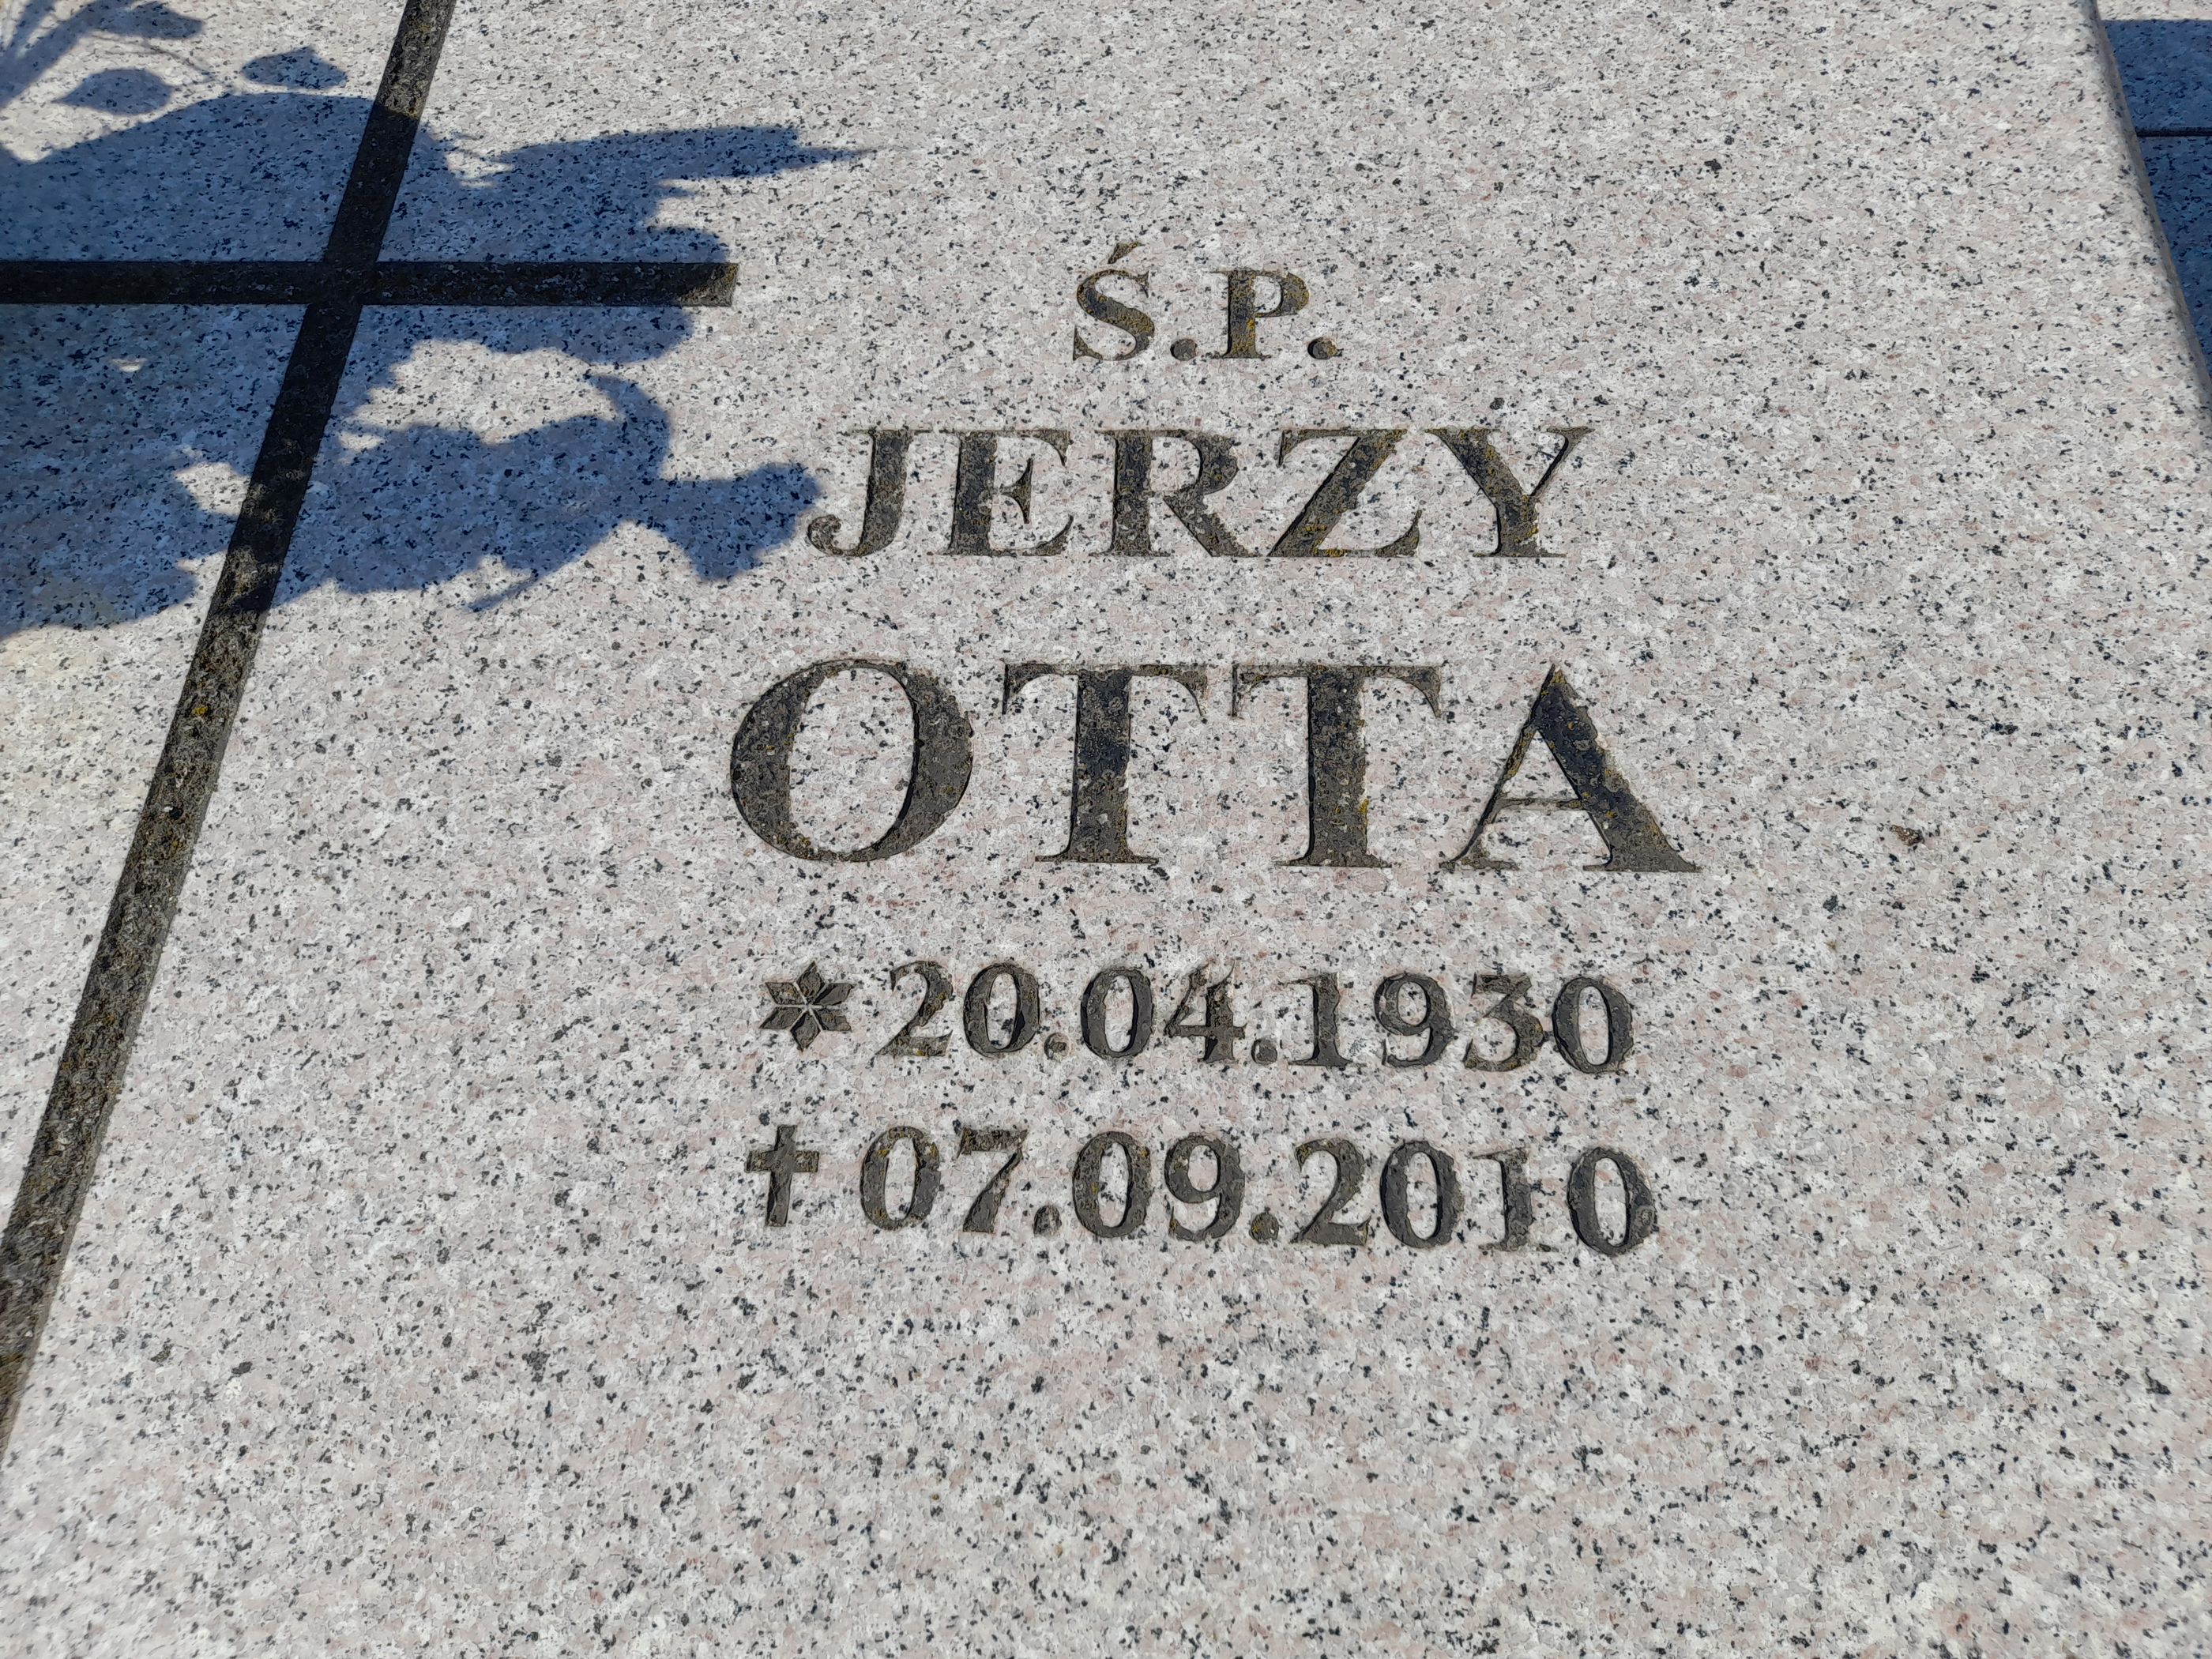 Ś.P.
JERZY
OTTA
✶ 20.04.1930
✝ 07.09.2010